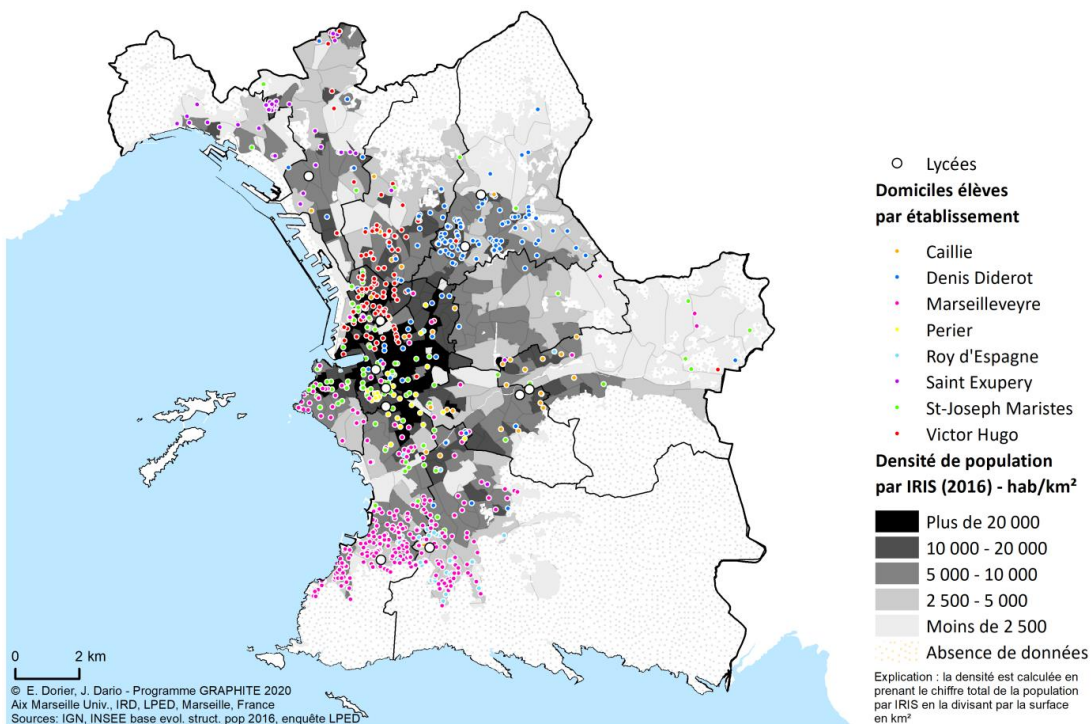 Lycées
Domiciles élèves
par établissement
Caillie
Denis Diderot
Marseilleveyre
Perier
Roy d'Espagne
Saint Exupery
St-Joseph Maristes
Victor Hugo
Densité de population
par IRIS (2016) - hab/km²
Plus de 20 000
10 000 - 20 000
5 000 - 10 000
2 500 - 5 000
Moins de 2 500
Absence de données
Explication : la densité est calculée en
prenant le chiffre total de la population
par IRIS en la divisant par la surface
en km²
0 2 km
© E. Dorier, J. Dario - Programme GRAPHITE 2020
Aix Marseille Univ., IRD, LPED, Marseille, France
Sources: IGN, INSEE base evol. struct. pop 2016, enquête LPED